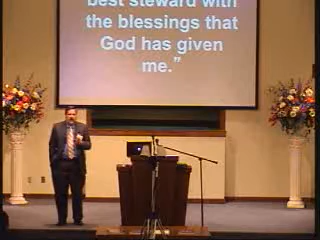 best steward with
the blessings that
God has given
me.”